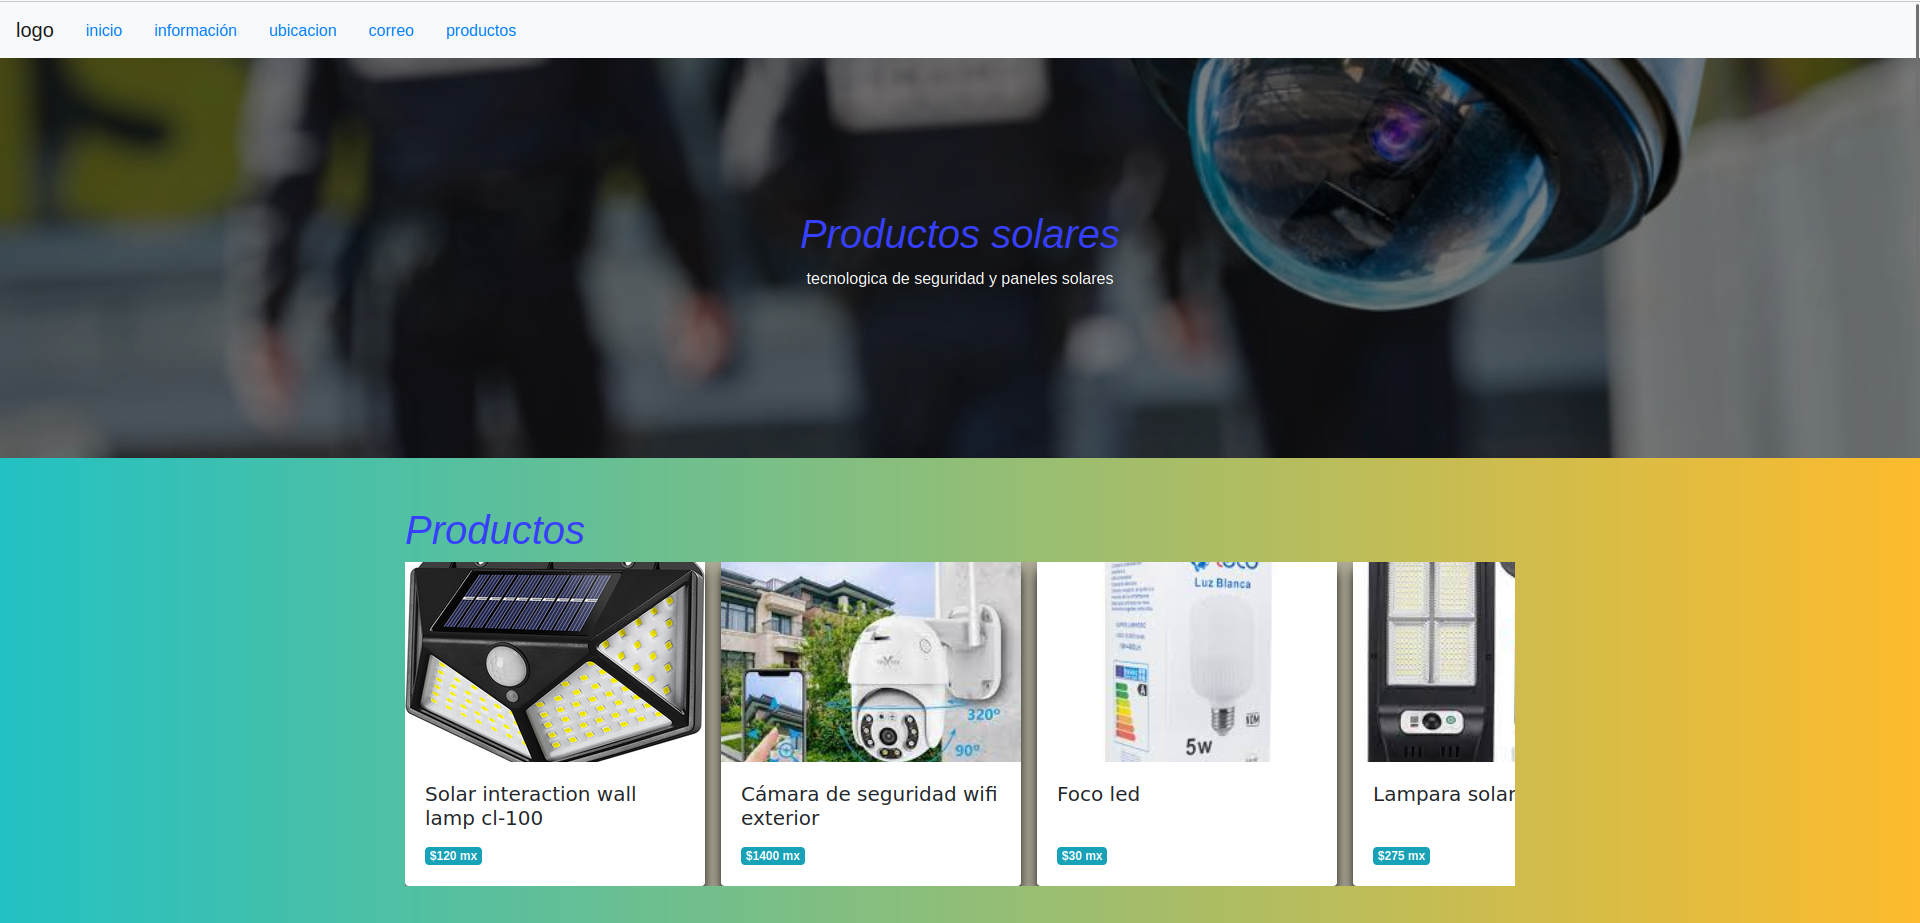 logo inicio información ubicacion correo productos
Productos solares
tecnologica de seguridad y paneles solares
Productos
Luz Blanca
5w
320°
90°
Solar interaction wall
lamp cl-100
$120 mx
Cámara de seguridad wifi
exterior
$1400 mx
Foco led
$30 mx
Lampara solar
$275 mx